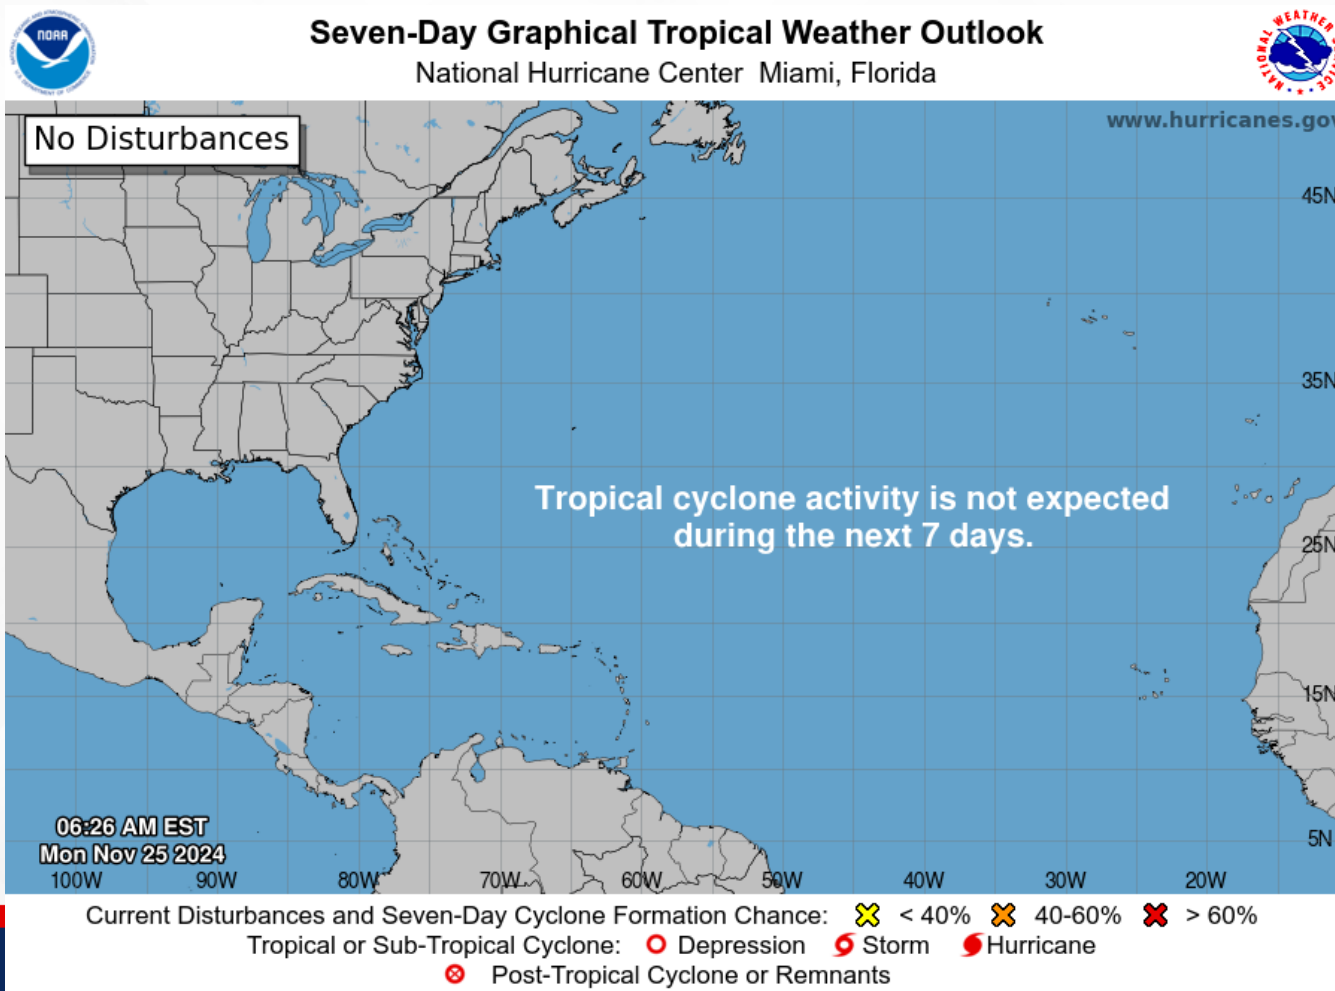 Seven-Day Graphical Tropical Weather Outlook
National Hurricane Center Miami, Florida
NOAA
NATIONAL WEATHER
No Disturbances
www.hurricanes.gov
45N
35N
Tropical cyclone activity is not expected
during the next 7 days.
25N
15N
06:26 AM EST
Mon Nov 25 2024
5N
100W 90W 80W 70W 60W 50W 40W 30W 20W
Current Disturbances and Seven-Day Cyclone Formation Chance: < 40% 40-60% > 60%
Tropical or Sub-Tropical Cyclone: Depression Storm Hurricane
Post-Tropical Cyclone or Remnants